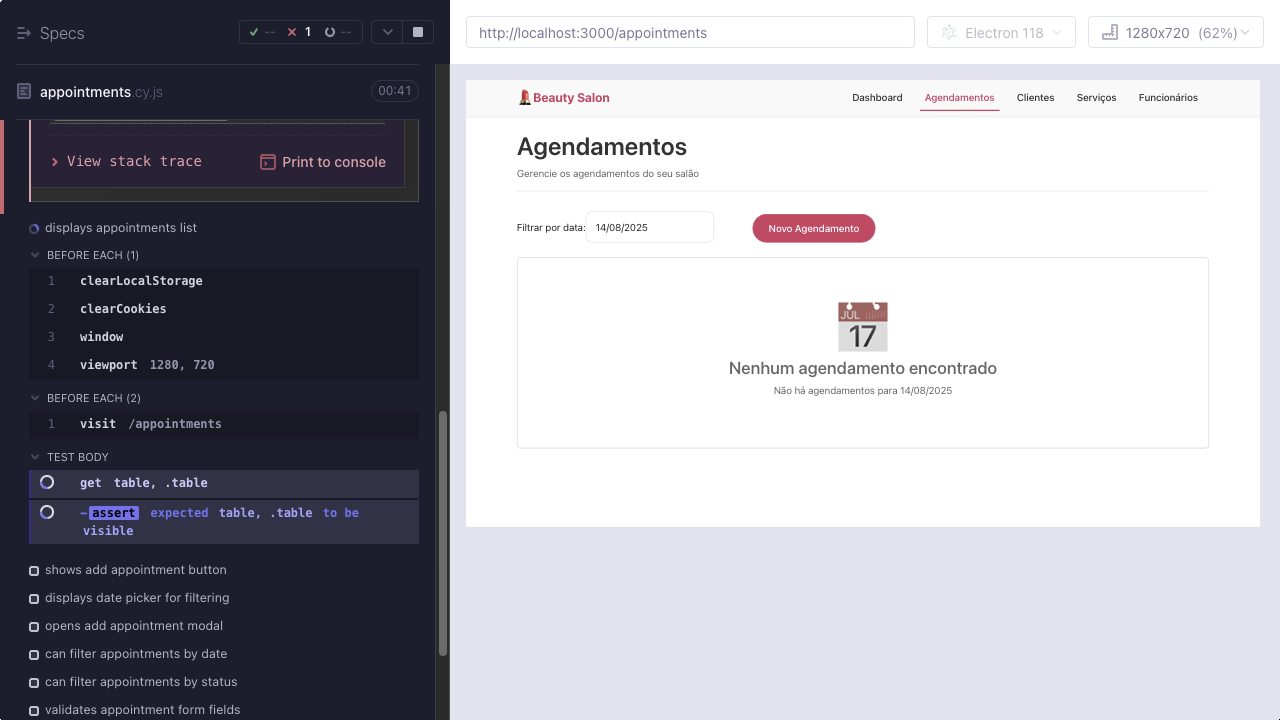 Specs
-- 1 --
appointments.cy.js
00:41
View stack trace
Print to console
displays appointments list
BEFORE EACH (1)
1 clearLocalStorage
2 clearCookies
3 window
4 viewport 1280, 720
BEFORE EACH (2)
1 visit /appointments
TEST BODY
get table, .table
-assert expected table, .table to be
visible
shows add appointment button
displays date picker for filtering
opens add appointment modal
can filter appointments by date
can filter appointments by status
validates appointment form fields
http://localhost:3000/appointments
Electron 118
1280x720 (62%)
Beauty Salon
Dashboard
Agendamentos
Clientes
Serviços
Funcionários
Agendamentos
Gerencie os agendamentos do seu salão
Filtrar por data: 14/08/2025
Novo Agendamento
JUL
17
Nenhum agendamento encontrado
Não há agendamentos para 14/08/2025